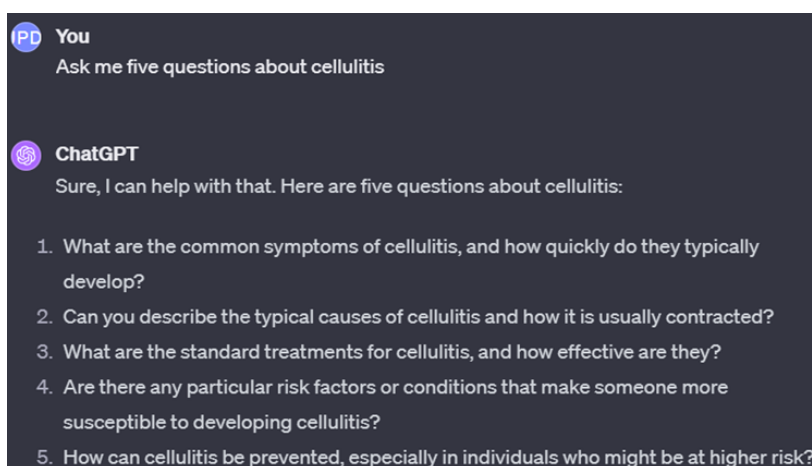 IPD You
Ask me five questions about cellulitis
ChatGPT
Sure, I can help with that. Here are five questions about cellulitis:
1. What are the common symptoms of cellulitis, and how quickly do they typically
develop?
2. Can you describe the typical causes of cellulitis and how it is usually contracted?
3. What are the standard treatments for cellulitis, and how effective are they?
4. Are there any particular risk factors or conditions that make someone more
susceptible to developing cellulitis?
5. How can cellulitis be prevented, especially in individuals who might be at higher risk?